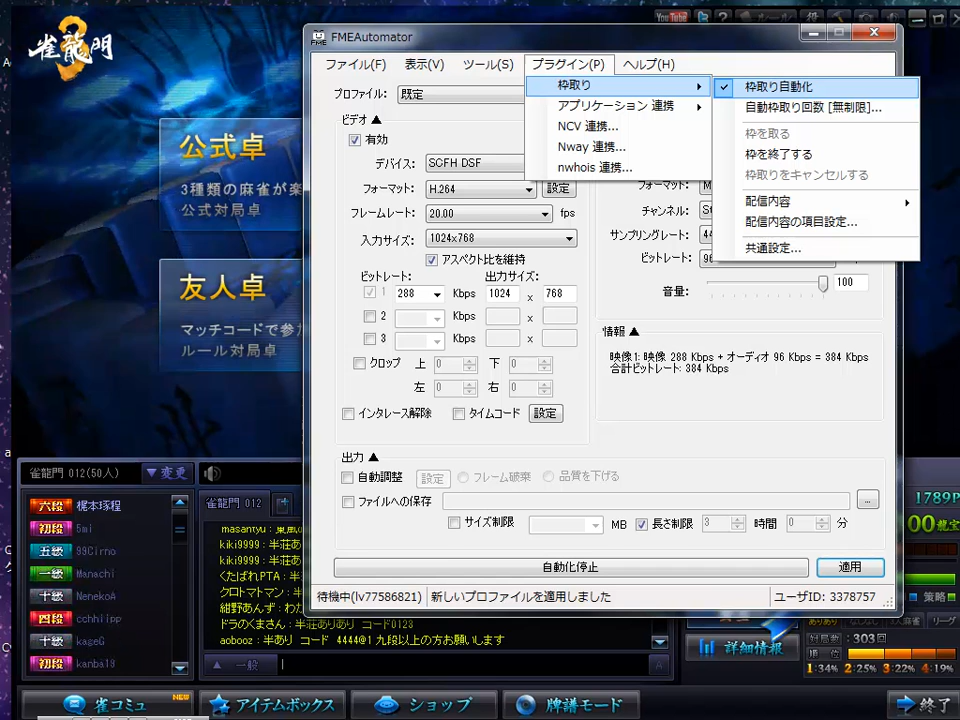 雀龍門
YouTube
FMEAutomator
ファイル(F) 表示(V) ツール(S) プラグイン(P) ヘルプ(H)
プロファイル: 既定
枠取り
アプリケーション 連携
NCV 連携...
Nway 連携...
nwhois 連携...
枠取り自動化
自動枠取り回数 [無制限]...
枠を取る
枠を終了する
枠取りをキャンセルする
配信内容
配信内容の項目設定...
共通設定...
ビデオ
有効
デバイス: SCFH DSF
フォーマット: H.264 設定
フレームレート: 20.00 fps
入力サイズ: 1024x768
アスペクト比を維持
ビットレート: 出力サイズ:
1 288 Kbps 1024 x 768
2 Kbps x
3 Kbps x
クロップ 上 0 下 0
左 0 右 0
インタレース解除 タイムコード 設定
フォーマット:
チャンネル:
サンプリングレート: 44
ビットレート: 96
音量: 100
情報
映像1: 映像 288 Kbps + オーディオ 96 Kbps = 384 Kbps
合計ビットレート: 384 Kbps
出力
自動調整 設定 フレーム破棄 品質を下げる
ファイルへの保存 ...
サイズ制限 MB 長さ制限 3 時間 0 分
自動化停止 適用
待機中(lv77586821) 新しいプロファイルを適用しました ユーザID: 3378757
公式卓
3種類の麻雀が楽
公式対局卓
友人卓
マッチコードで参
ルール対局卓
雀龍門 012(50人) 変更
六段 梶本琢程
初段 5mi
五級 99Cirno
一級 Manachi
十級 NenekoA
四段 cchhiipp
十級 kageG
初段 kanba19
雀龍門 012
masanyu : 東風
kiki9999 : 半荘あ
kiki9999 : 半荘あ
くたばれPTA : 半
クロトマトマン : 
紺野あんず : わた
ドラのくまさん : 半荘ありあり コード0123
aobooz : 半あり コード 4444@1 九段以上の方お願いします
一般
1789P
00 龍宝
策略
リーグ
詳細情報
対局数 : 303回
順 位
1:34% 2:25% 3:22% 4:19%
雀コミュ NEW アイテムボックス ショップ 牌譜モード 終了